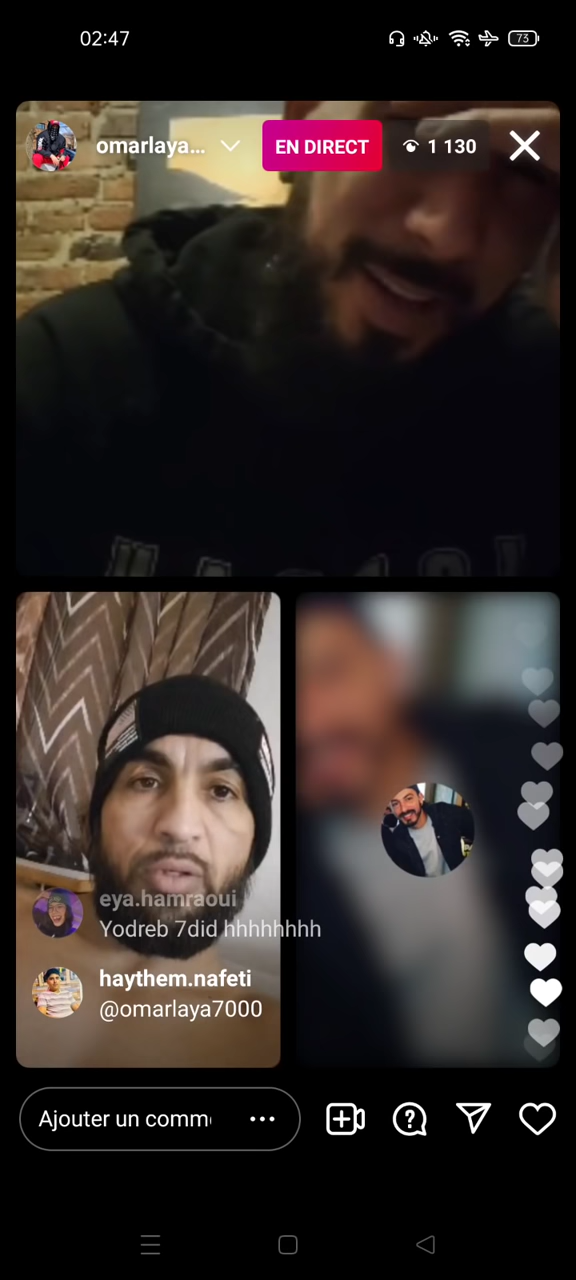 02:47
73
omarlaya...
EN DIRECT
1 130
eya.hamraoui
Yodreb 7did hhhhhhhh
haythem.nafeti
@omarlaya7000
Ajouter un comm